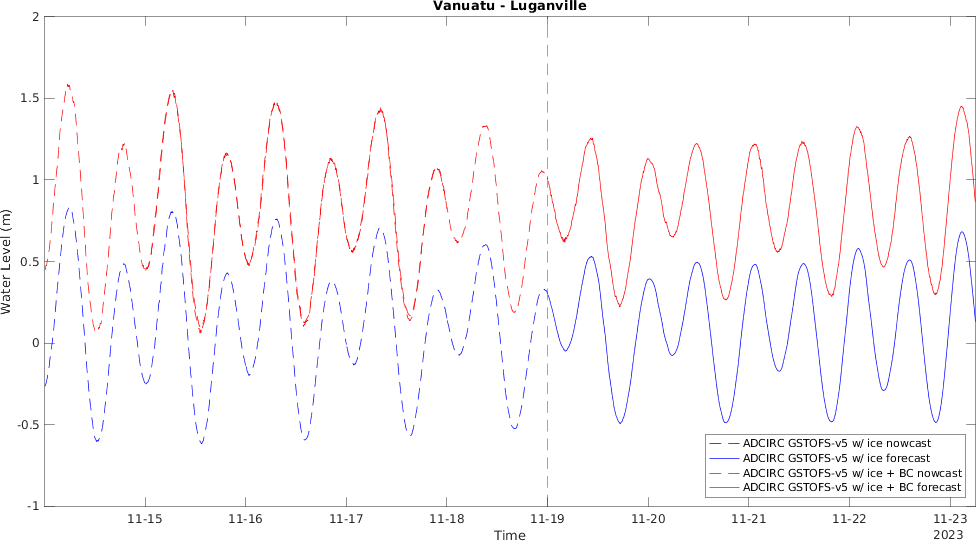 Vanuatu - Luganville
2
1.5
1
0.5
0
-0.5
-1
Water Level (m)
11-15 11-16 11-17 11-18 11-19 11-20 11-21 11-22 11-23
2023
Time
ADCIRC GSTOFS-v5 w/ ice nowcast
ADCIRC GSTOFS-v5 w/ ice forecast
ADCIRC GSTOFS-v5 w/ ice + BC nowcast
ADCIRC GSTOFS-v5 w/ ice + BC forecast